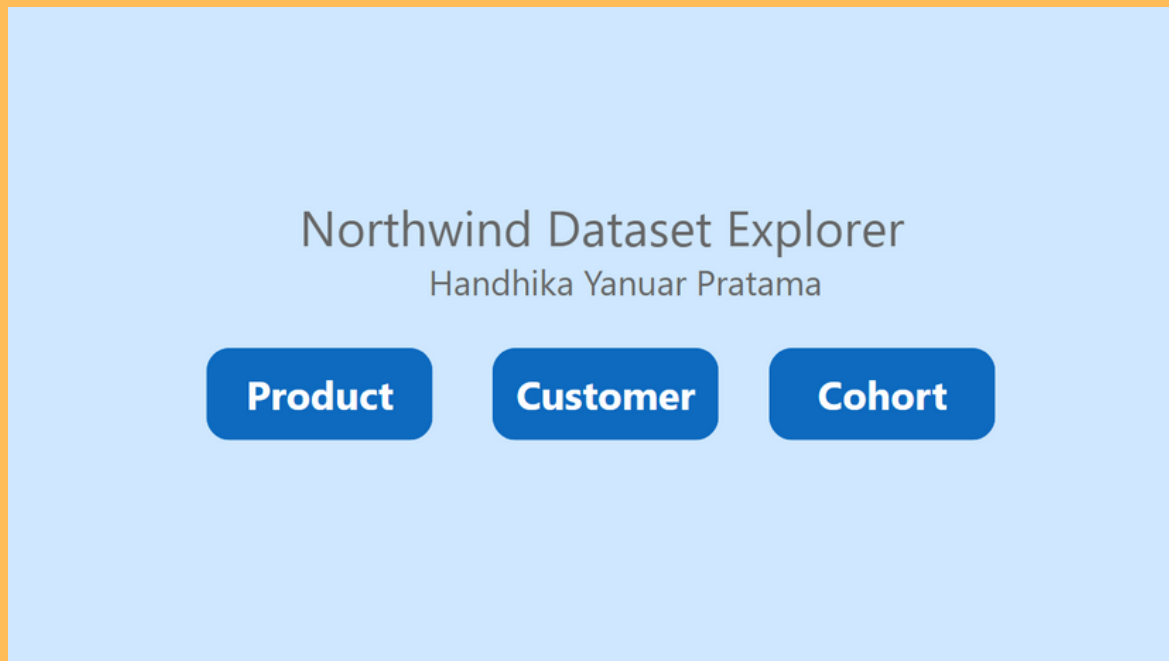 Northwind Dataset Explorer
Handhika Yanuar Pratama
Product Customer Cohort